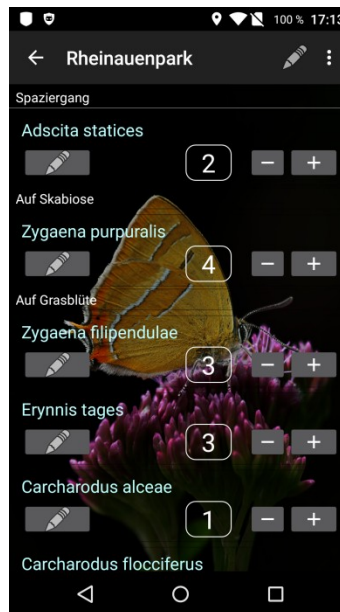 100 % 17:13
Rheinauenpark
Spaziergang
Adscita statices
2 − +
Auf Skabiose
Zygaena purpuralis
4 − +
Auf Grasblüte
Zygaena filipendulae
3 − +
Erynnis tages
3 − +
Carcharodus alceae
1 − +
Carcharodus flocciferus